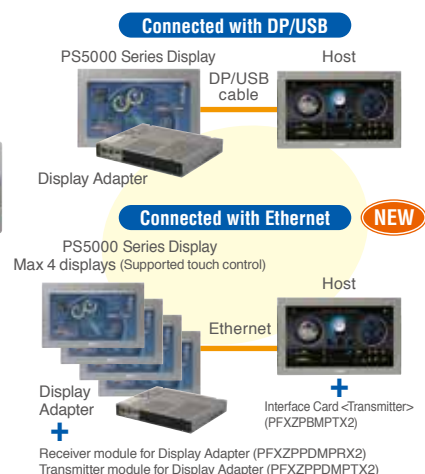 Connected with DP/USB
PS5000 Series Display
Host
DP/USB
cable
Display Adapter
Connected with Ethernet
NEW
PS5000 Series Display
Max 4 displays (Supported touch control)
Host
Ethernet
Display
Adapter
+
+
Interface Card <Transmitter>
(PFXZPBMPTX2)
Receiver module for Display Adapter (PFXZPPDMPRX2)
Transmitter module for Display Adapter (PFXZPPDMPTX2)